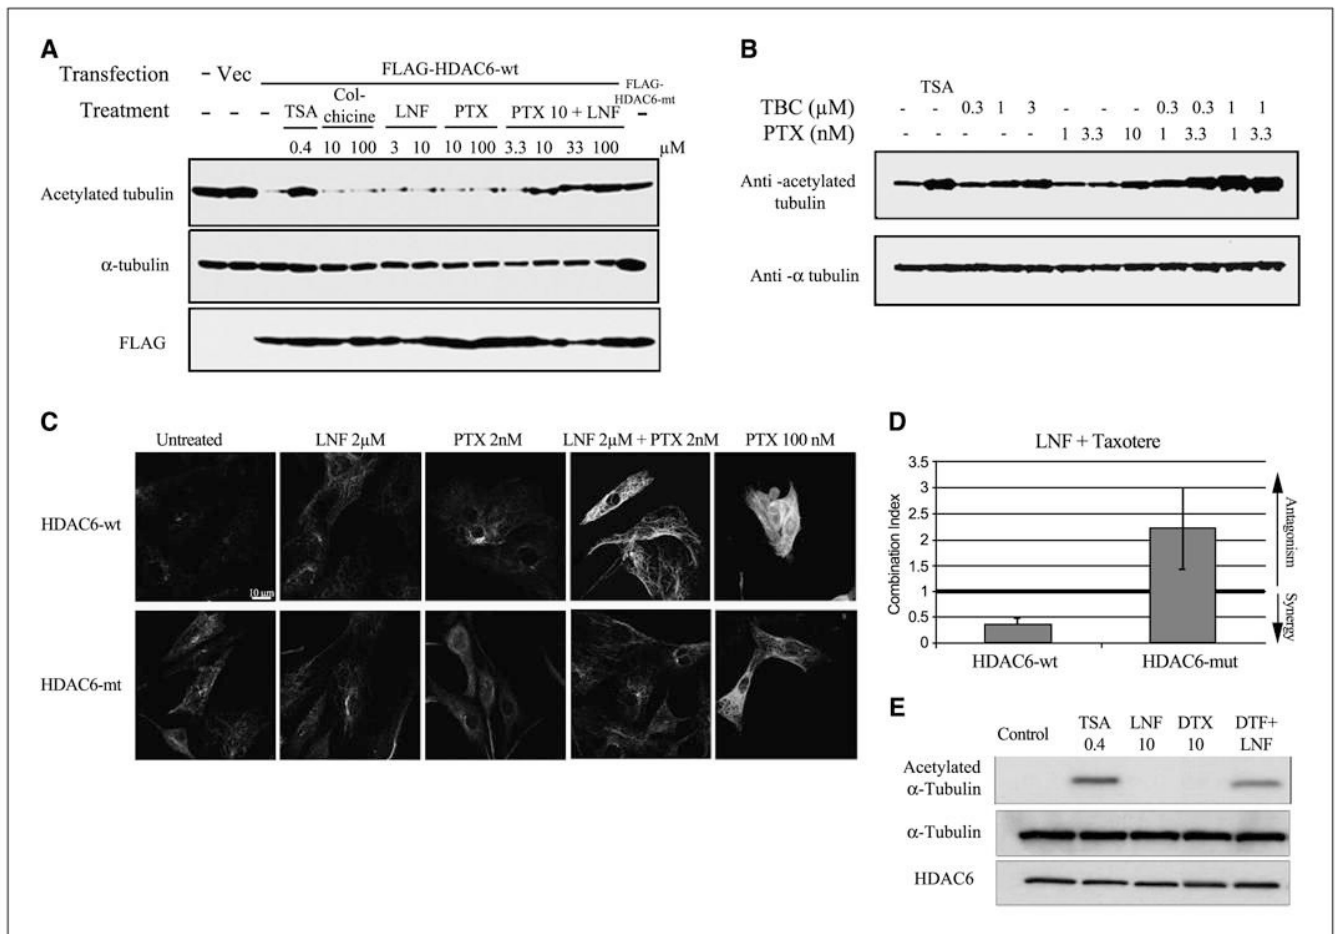 A
Transfection
– Vec
FLAG-HDAC6-wt
FLAG-
HDAC6-mt
Treatment
– – – TSA Col-
chicine LNF PTX PTX 10 + LNF –
0.4 10 100 3 10 10 100 3.3 10 33 100 μM
Acetylated tubulin
α-tubulin
FLAG
B
TSA
TBC (μM) - - 0.3 1 3 - - - 0.3 0.3 1 1
PTX (nM) - - - - - 1 3.3 10 1 3.3 1 3.3
Anti -acetylated
tubulin
Anti -α tubulin
C
Untreated LNF 2μM PTX 2nM LNF 2μM + PTX 2nM PTX 100 nM
HDAC6-wt
10 μm
HDAC6-mt
D
LNF + Taxotere
Combination Index
3.5
3
2.5
2
1.5
1
0.5
0
HDAC6-wt HDAC6-mut
Antagonism
Synergy
E
Control TSA LNF DTX DTF+
0.4 10 10 LNF
Acetylated
α-Tubulin
α-Tubulin
HDAC6